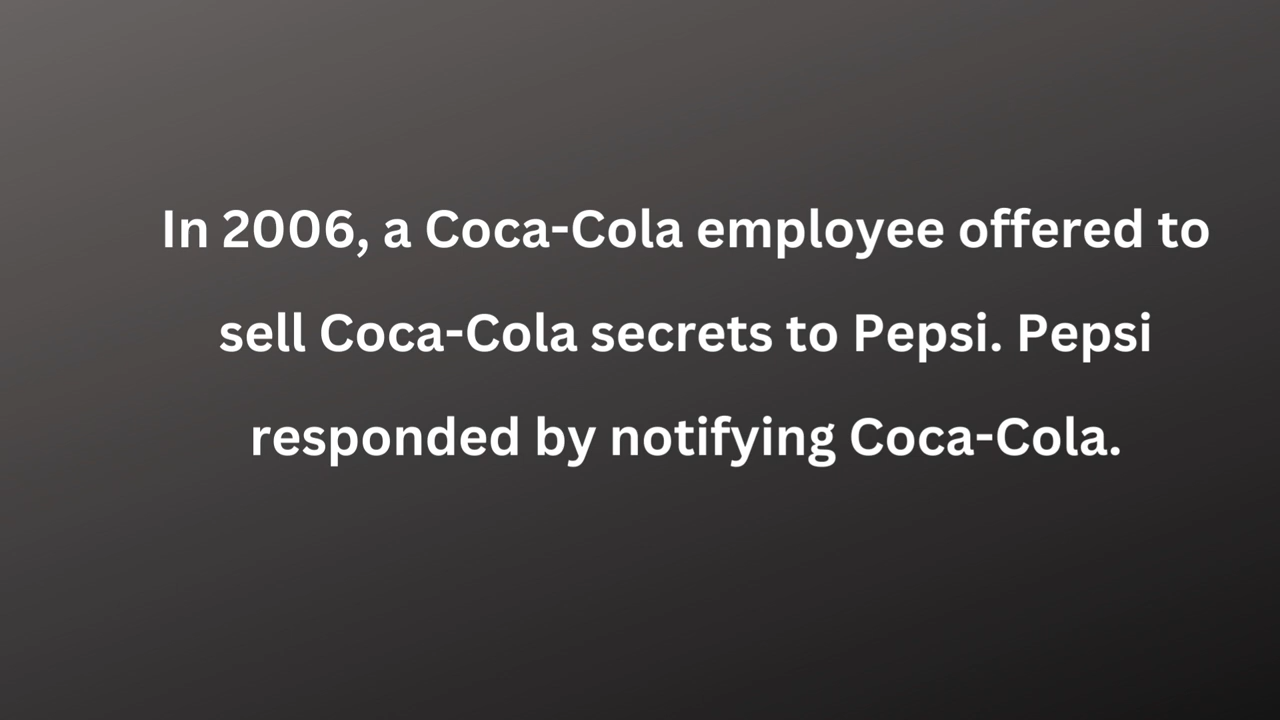 In 2006, a Coca-Cola employee offered to
sell Coca-Cola secrets to Pepsi. Pepsi
responded by notifying Coca-Cola.